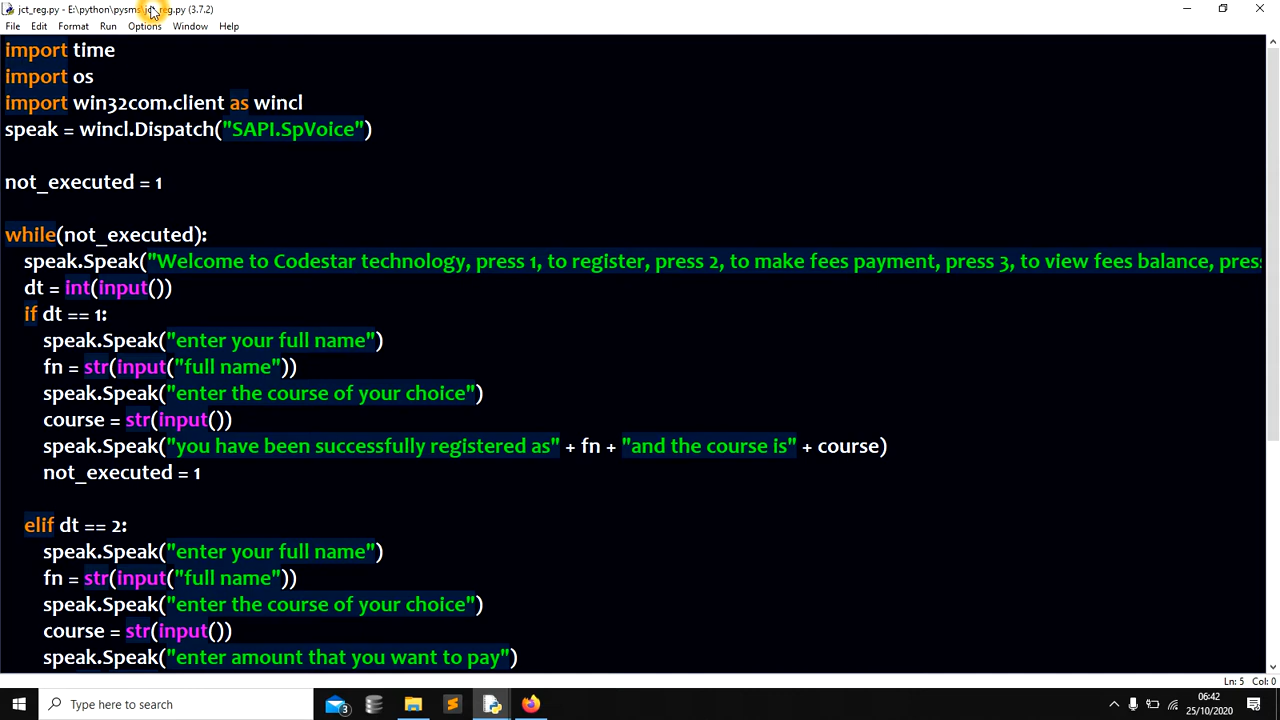 jct_reg.py - E:\python\pysms\jct_reg.py (3.7.2)
File Edit Format Run Options Window Help
import time
import os
import win32com.client as wincl
speak = wincl.Dispatch("SAPI.SpVoice")
not_executed = 1
while(not_executed):
speak.Speak("Welcome to Codestar technology, press 1, to register, press 2, to make fees payment, press 3, to view fees balance, press
dt = int(input())
if dt == 1:
speak.Speak("enter your full name")
fn = str(input("full name"))
speak.Speak("enter the course of your choice")
course = str(input())
speak.Speak("you have been successfully registered as" + fn + "and the course is" + course)
not_executed = 1
elif dt == 2:
speak.Speak("enter your full name")
fn = str(input("full name"))
speak.Speak("enter the course of your choice")
course = str(input())
speak.Speak("enter amount that you want to pay")
Ln: 5 Col: 0
Type here to search
3
06:42
25/10/2020